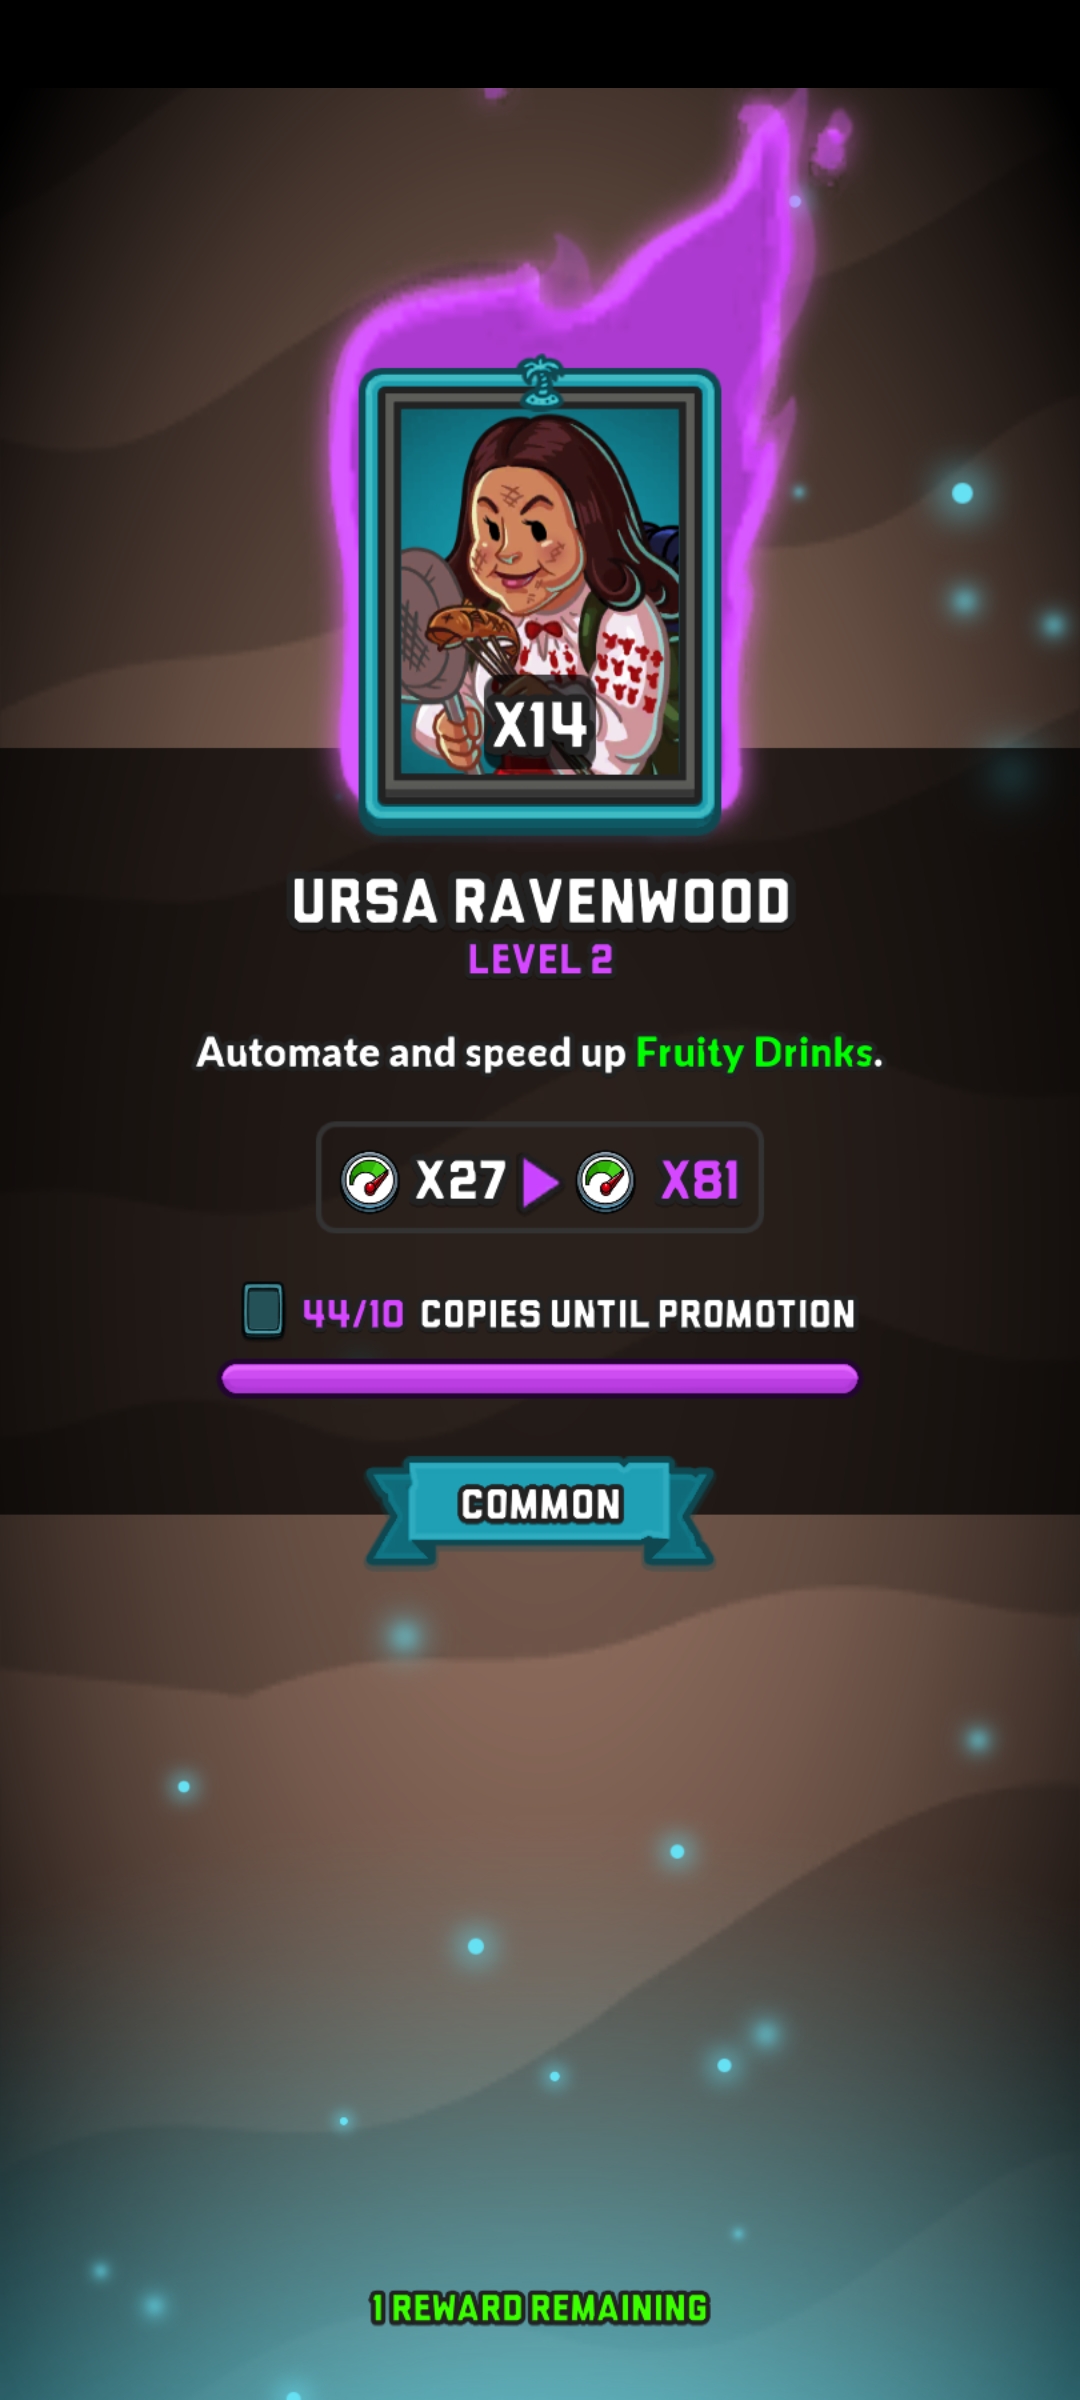 X14
URSA RAVENWOOD
LEVEL 2
Automate and speed up Fruity Drinks.
X27 X81
44/10 COPIES UNTIL PROMOTION
COMMON
1 REWARD REMAINING